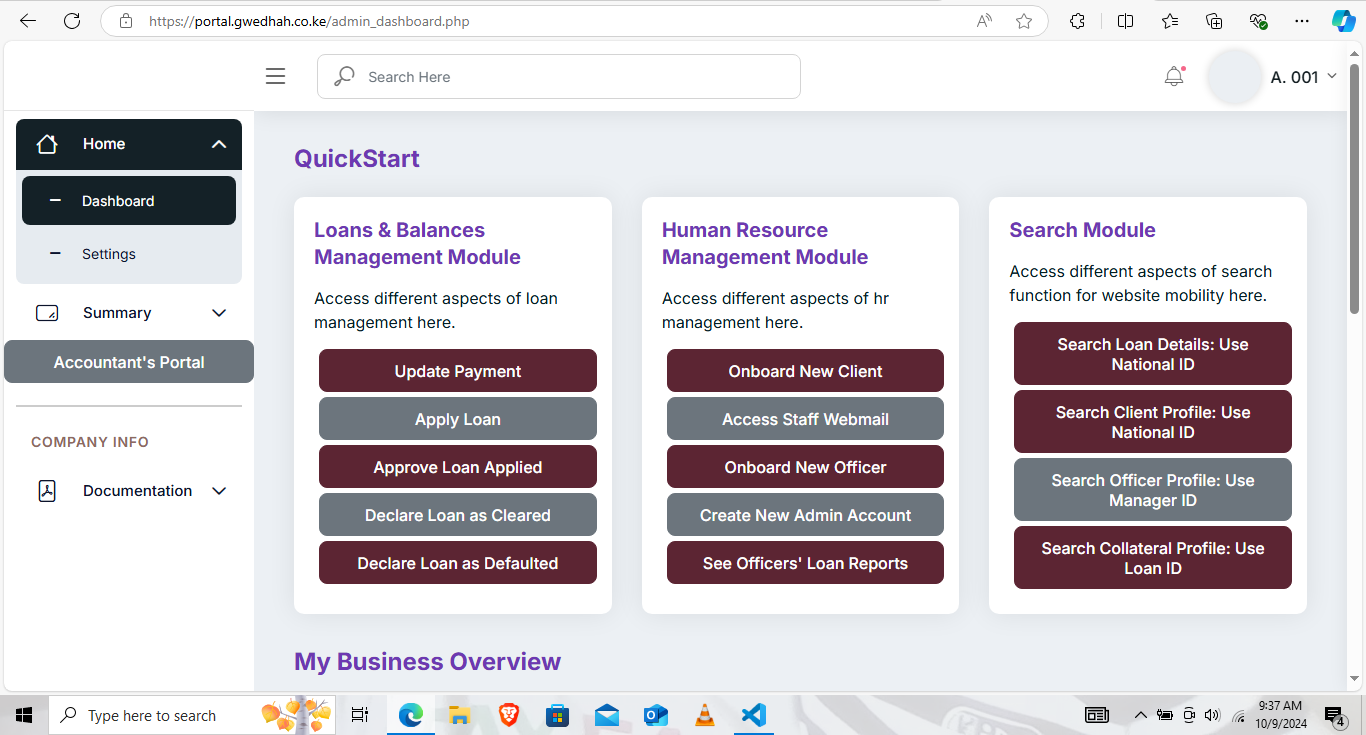 https://portal.gwedhah.co.ke/admin_dashboard.php
Search Here
A. 001
Home
Dashboard
Settings
Summary
Accountant's Portal
COMPANY INFO
Documentation
QuickStart
Loans & Balances
Management Module
Access different aspects of loan
management here.
Update Payment
Apply Loan
Approve Loan Applied
Declare Loan as Cleared
Declare Loan as Defaulted
Human Resource
Management Module
Access different aspects of hr
management here.
Onboard New Client
Access Staff Webmail
Onboard New Officer
Create New Admin Account
See Officers' Loan Reports
Search Module
Access different aspects of search
function for website mobility here.
Search Loan Details: Use
National ID
Search Client Profile: Use
National ID
Search Officer Profile: Use
Manager ID
Search Collateral Profile: Use
Loan ID
My Business Overview
Type here to search
9:37 AM
10/9/2024
4